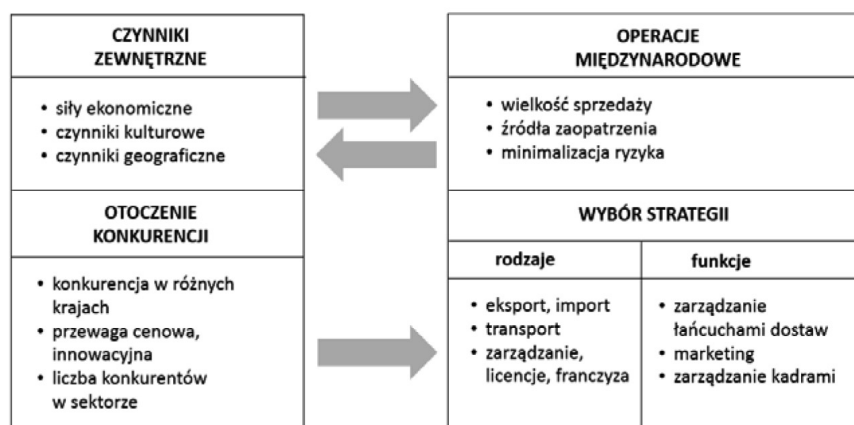 CZYNNIKI
ZEWNĘTRZNE
• siły ekonomiczne
• czynniki kulturowe
• czynniki geograficzne
OTOCZENIE
KONKURENCJI
• konkurencja w różnych
krajach
• przewaga cenowa,
innowacyjna
• liczba konkurentów
w sektorze
OPERACJE
MIĘDZYNARODOWE
• wielkość sprzedaży
• źródła zaopatrzenia
• minimalizacja ryzyka
WYBÓR STRATEGII
rodzaje
• eksport, import
• transport
• zarządzanie,
licencje, franczyza
funkcje
• zarządzanie
łańcuchami dostaw
• marketing
• zarządzanie kadrami